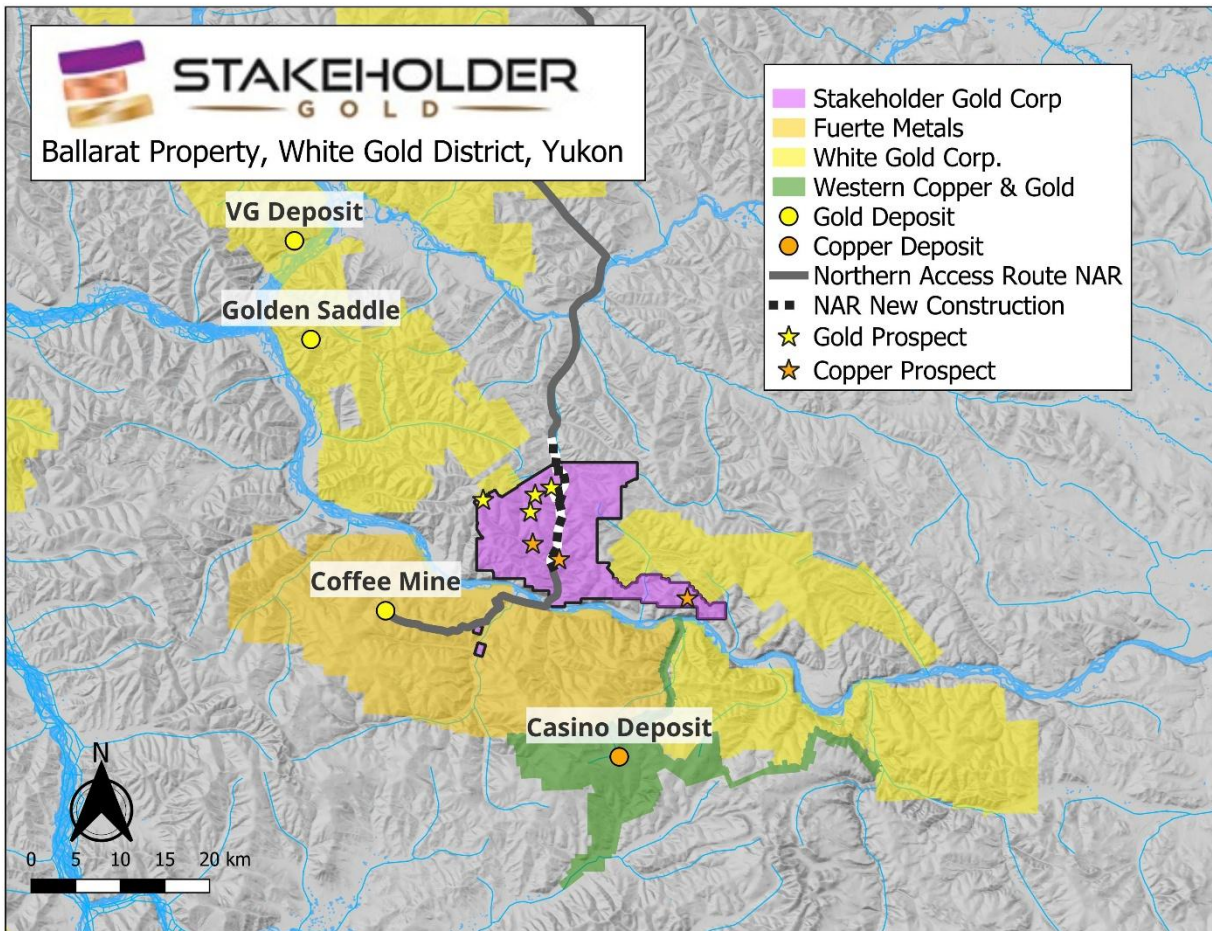 STAKEHOLDER
GOLD
Ballarat Property, White Gold District, Yukon
Stakeholder Gold Corp
Fuerte Metals
White Gold Corp.
Western Copper & Gold
Gold Deposit
Copper Deposit
Northern Access Route NAR
NAR New Construction
Gold Prospect
Copper Prospect
VG Deposit
Golden Saddle
Coffee Mine
Casino Deposit
N
0 5 10 15 20 km